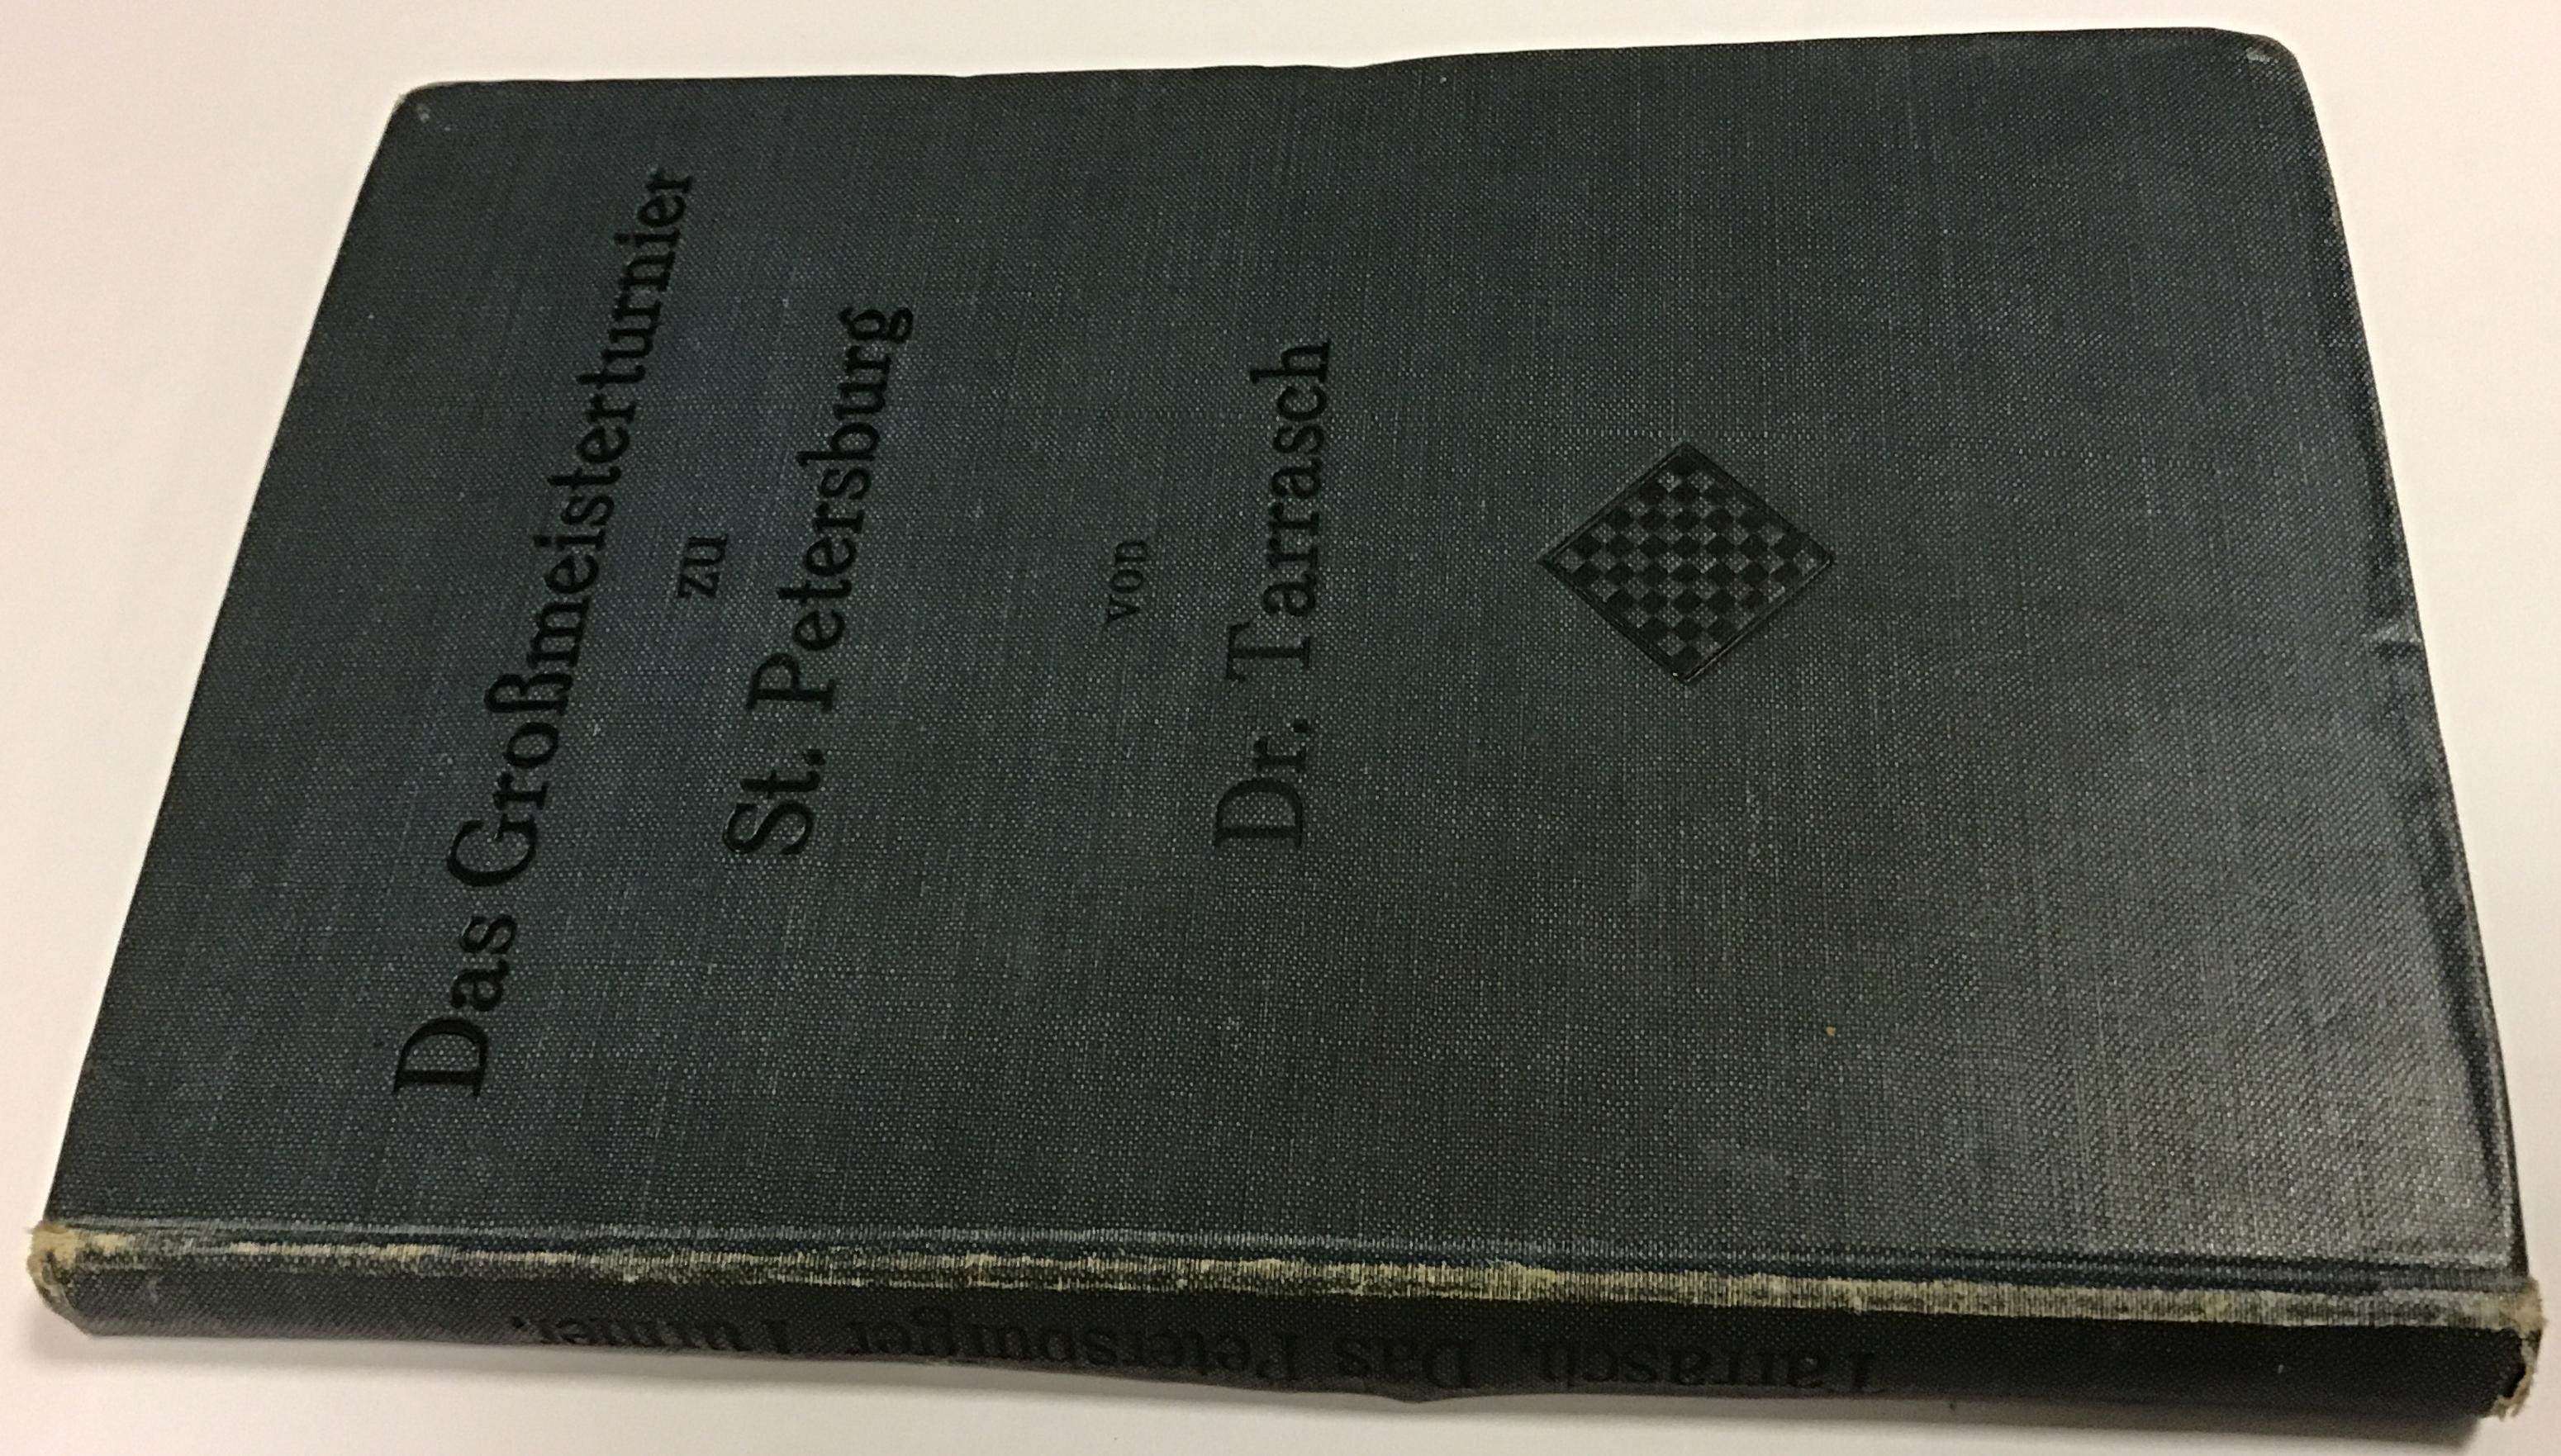 Das Großmeisterturnier
zu
St. Petersburg
von
Dr. Tarrasch
Tarrasch, Das Petersburger Turnier.